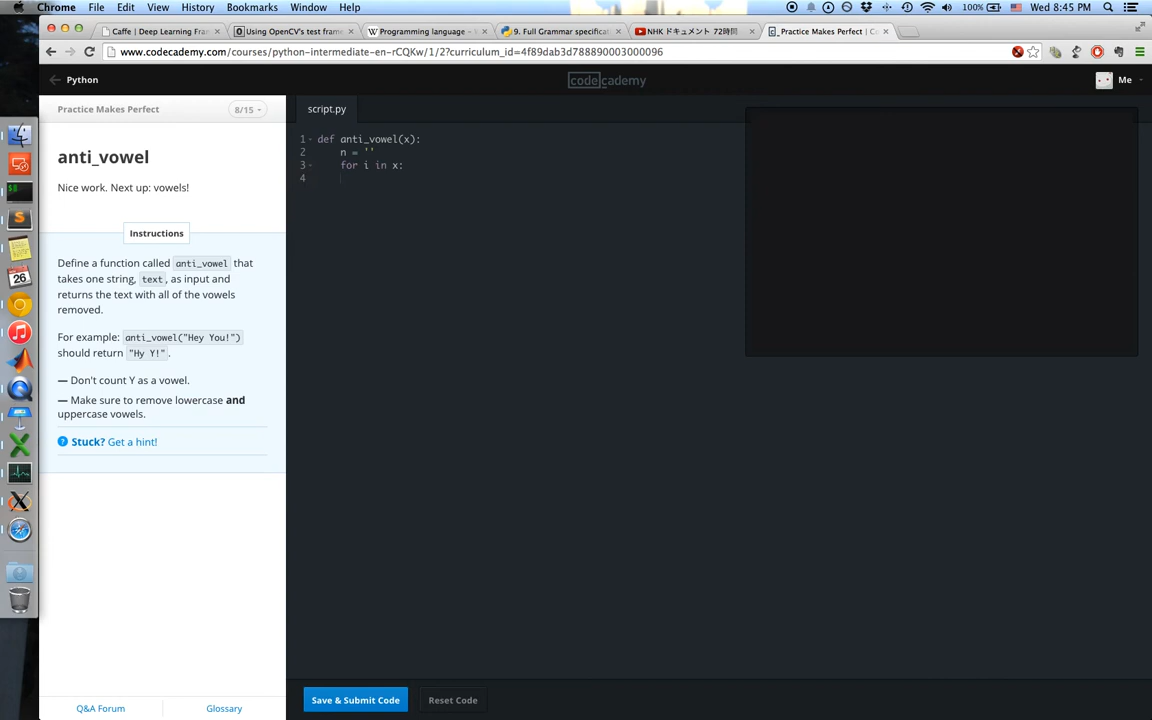 Chrome File Edit View History Bookmarks Window Help 100% Wed 8:45 PM
Caffe | Deep Learning Fran
Using OpenCV's test frame
Programming language -
9. Full Grammar specificat
NHK ドキュメント 72時間
Practice Makes Perfect | Co
www.codecademy.com/courses/python-intermediate-en-rCQKw/1/2?curriculum_id=4f89dab3d788890003000096
Python
codecademy
Me
Practice Makes Perfect 8/15
script.py
anti_vowel
Nice work. Next up: vowels!
Instructions
Define a function called anti_vowel that
takes one string, text, as input and
returns the text with all of the vowels
removed.
For example: anti_vowel("Hey You!")
should return "Hy Y!".
— Don't count Y as a vowel.
— Make sure to remove lowercase and
uppercase vowels.
? Stuck? Get a hint!
1 def anti_vowel(x):
2 n = ''
3 for i in x:
4
26
Save & Submit Code
Reset Code
Q&A Forum
Glossary